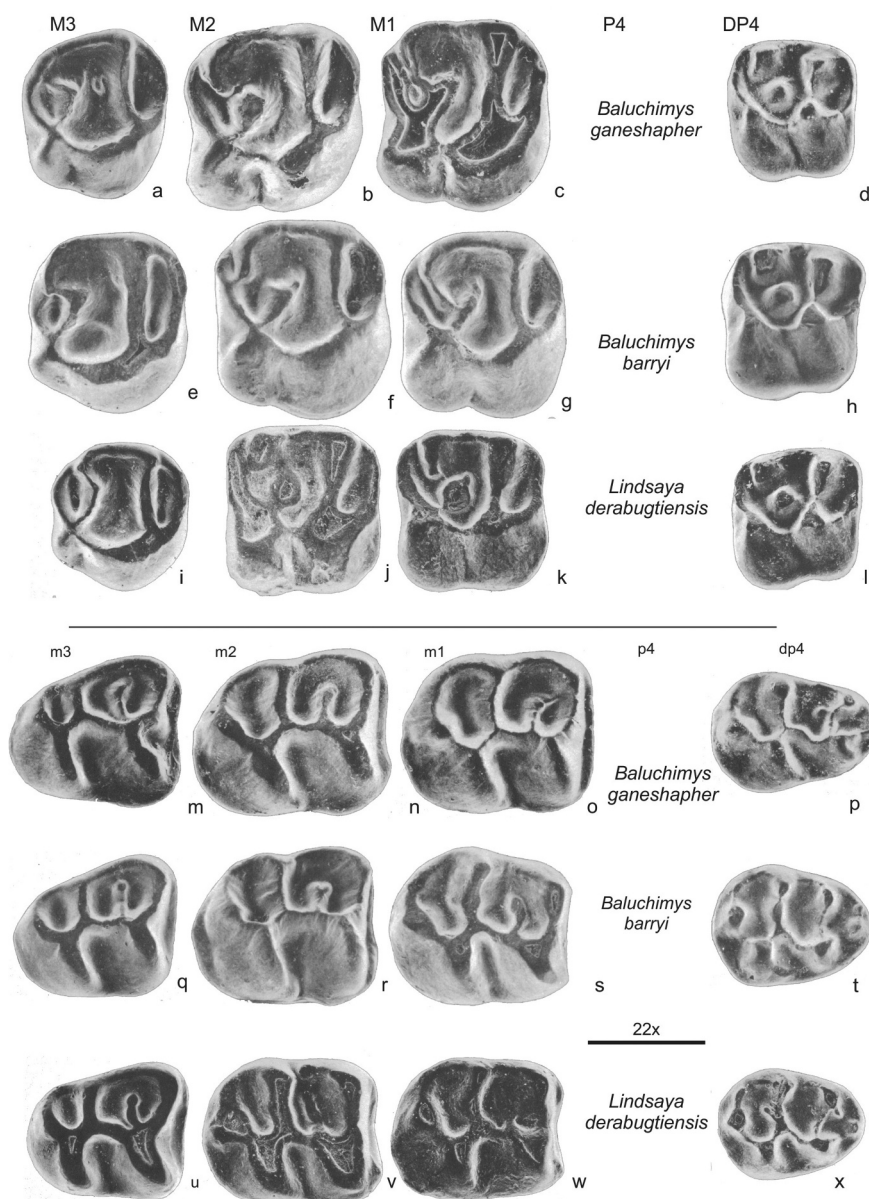 M3 M2 M1 P4 DP4
Baluchimys
ganeshapher
a b c d
Baluchimys
barryi
e f g h
Lindsaya
derabugtiensis
i j k l
m3 m2 m1 p4 dp4
Baluchimys
ganeshapher
m n o p
Baluchimys
barryi
q r s t
22x
Lindsaya
derabugtiensis
u v w x